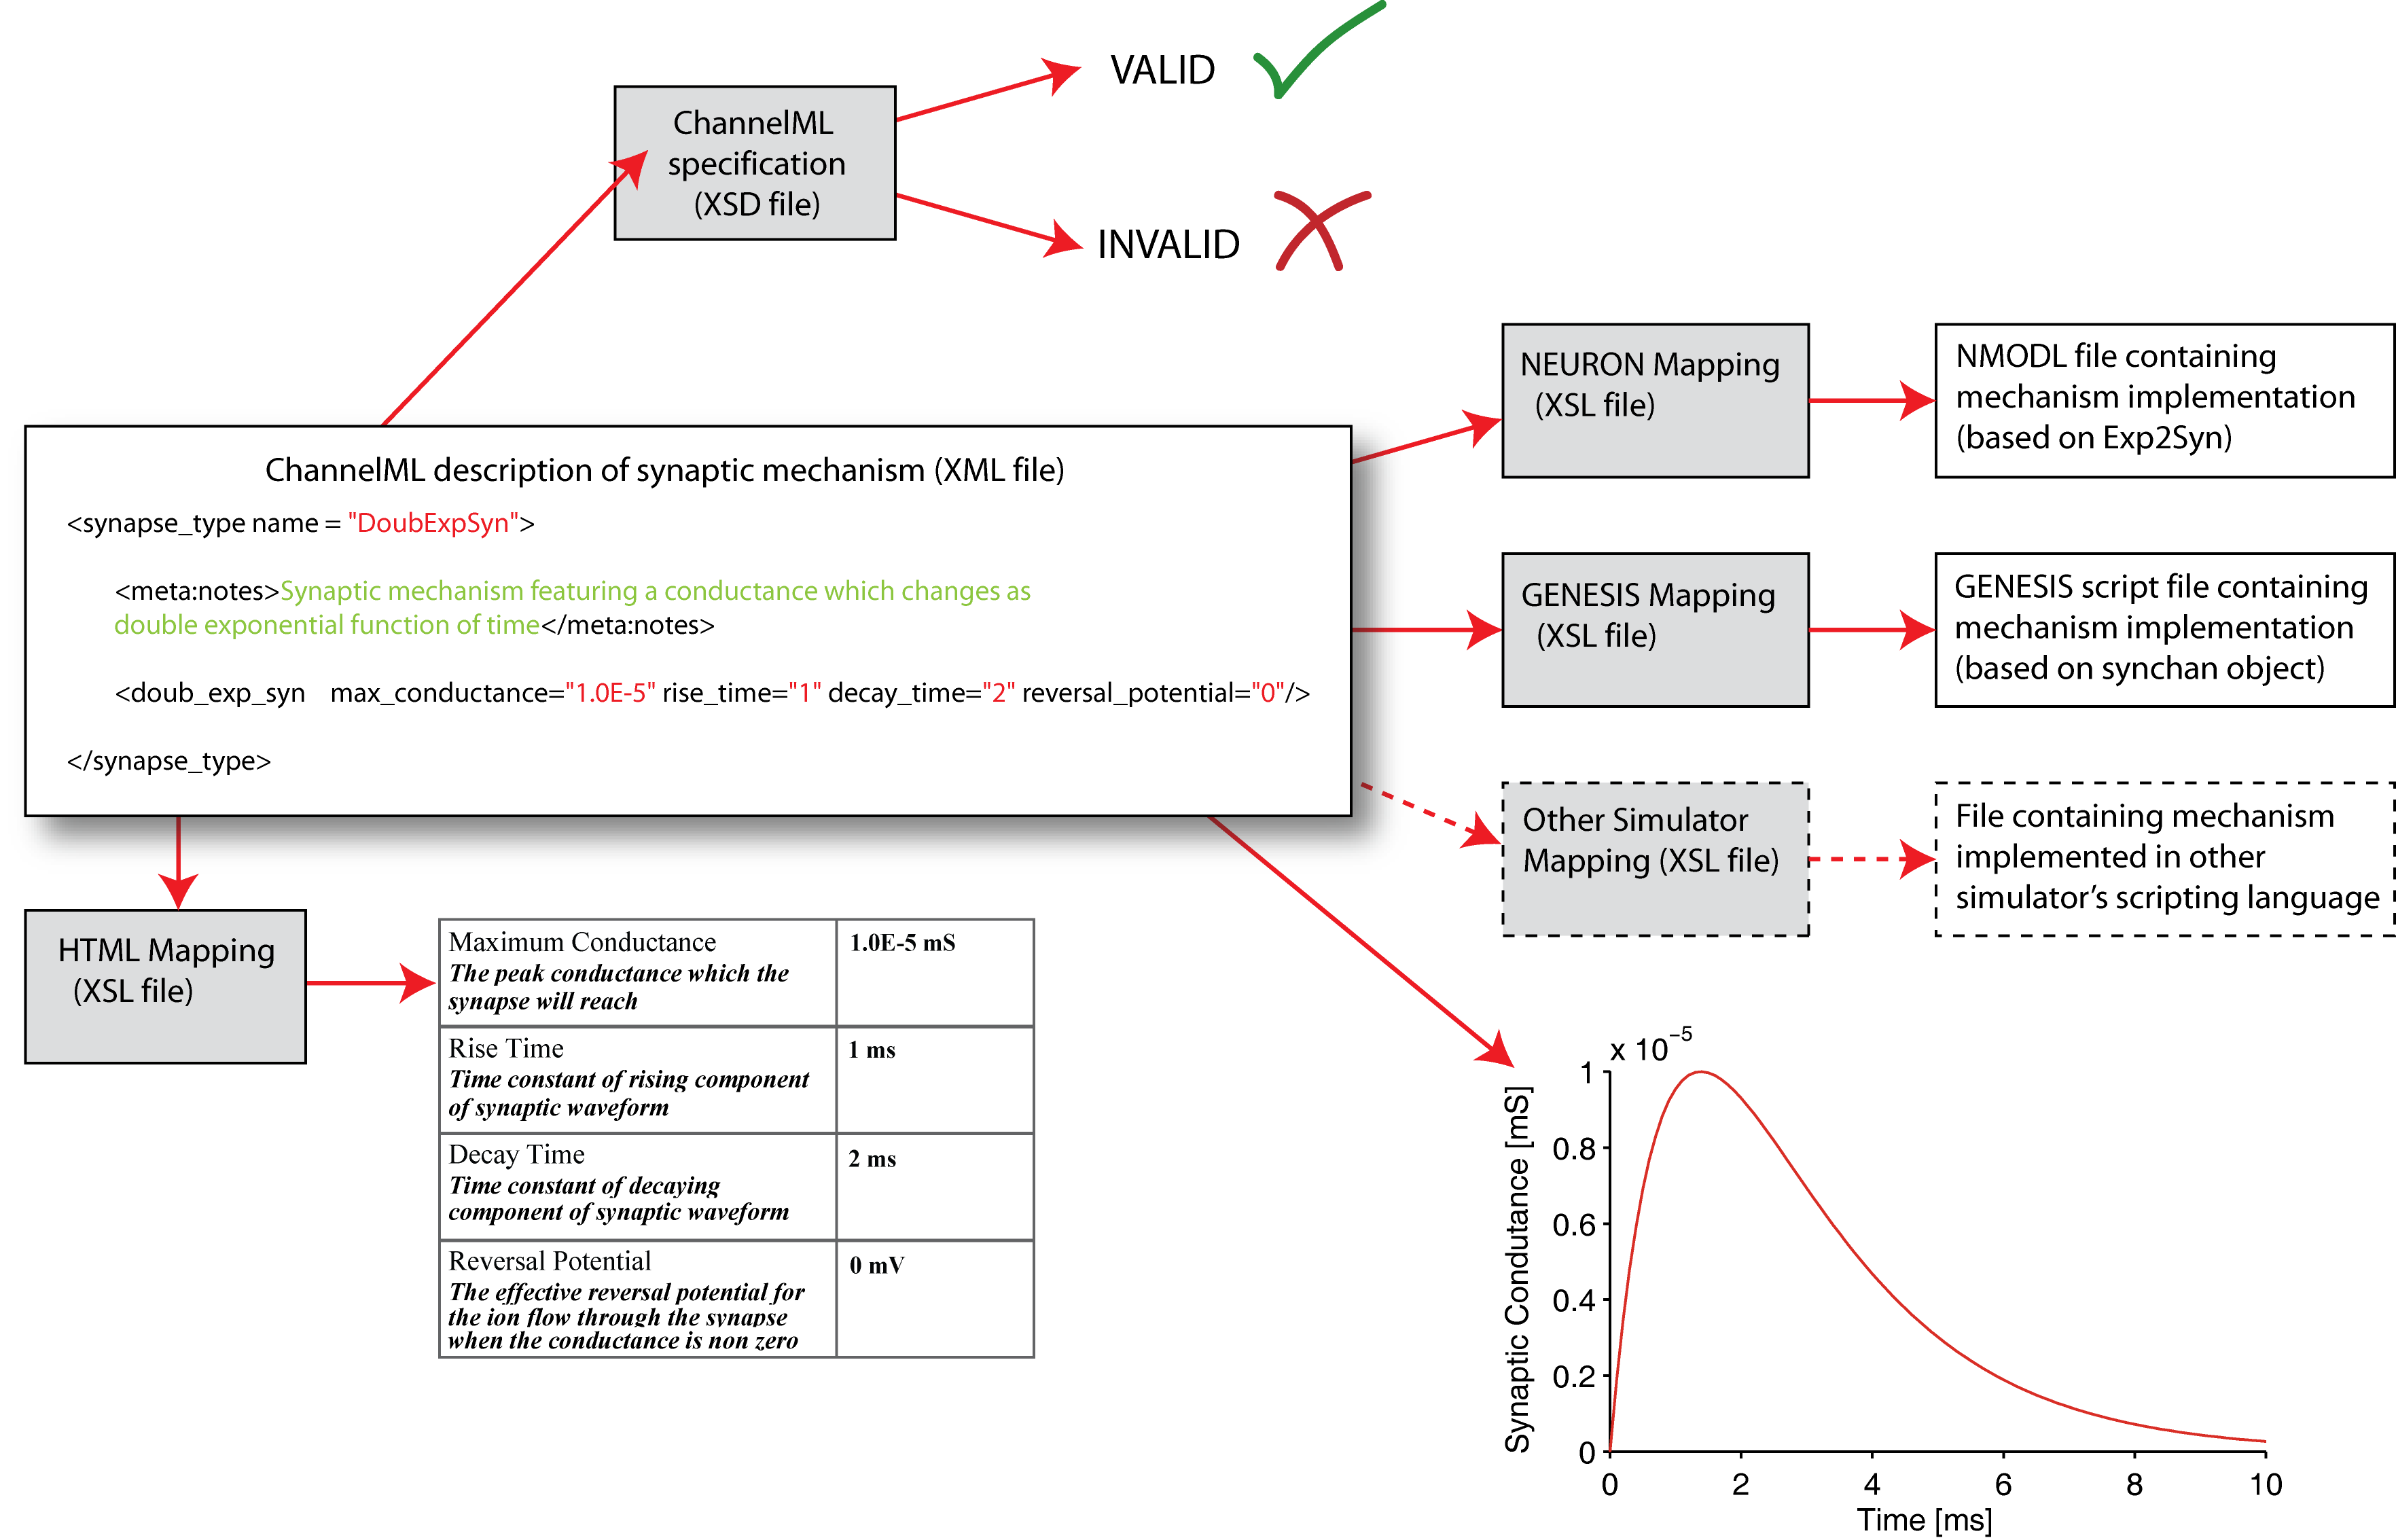 ChannelML
specification
(XSD file)
VALID
INVALID
NEURON Mapping
(XSL file)
NMODL file containing
mechanism implementation
(based on Exp2Syn)
ChannelML description of synaptic mechanism (XML file)
<synapse_type name = "DoubExpSyn">
<meta:notes>Synaptic mechanism featuring a conductance which changes as
double exponential function of time</meta:notes>
<doub_exp_syn max_conductance="1.0E-5" rise_time="1" decay_time="2" reversal_potential="0"/>
</synapse_type>
GENESIS Mapping
(XSL file)
GENESIS script file containing
mechanism implementation
(based on synchan object)
Other Simulator
Mapping (XSL file)
File containing mechanism
implemented in other
simulator’s scripting language
HTML Mapping
(XSL file)
Maximum Conductance
The peak conductance which the
synapse will reach
1.0E-5 mS
Rise Time
Time constant of rising component
of synaptic waveform
1 ms
Decay Time
Time constant of decaying
component of synaptic waveform
2 ms
Reversal Potential
The effective reversal potential for
the ion flow through the synapse
when the conductance is non zero
0 mV
x 10⁻⁵
1
0.8
0.6
0.4
0.2
0
Synaptic Condutance [mS]
0 2 4 6 8 10
Time [ms]